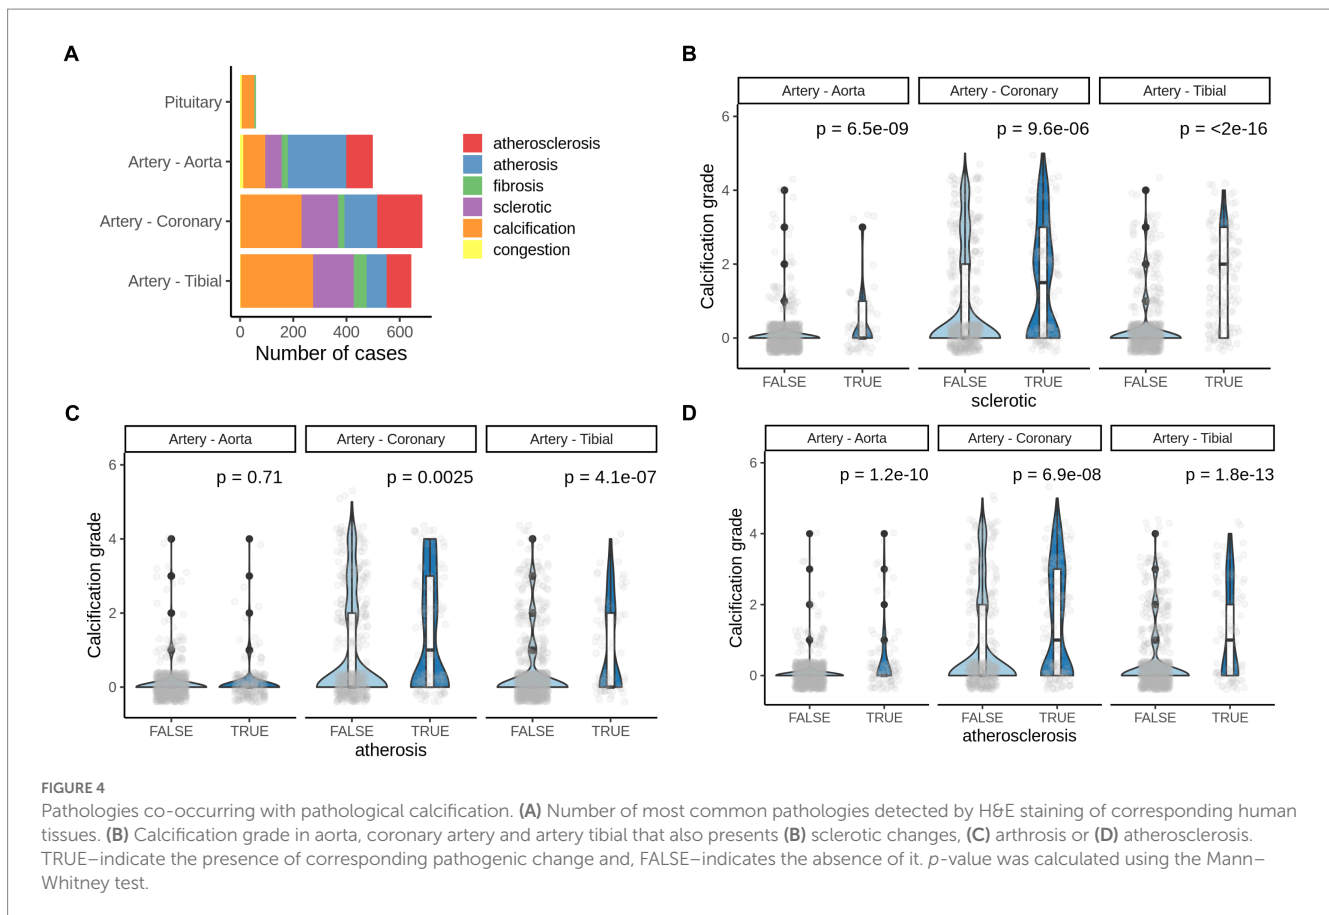 A
Pituitary
Artery - Aorta
Artery - Coronary
Artery - Tibial
0 200 400 600
Number of cases
atherosclerosis
atherosis
fibrosis
sclerotic
calcification
congestion
B
Artery - Aorta Artery - Coronary Artery - Tibial
p = 6.5e-09 p = 9.6e-06 p = <2e-16
Calcification grade
6
4
2
0
FALSE TRUE FALSE TRUE FALSE TRUE
sclerotic
C
Artery - Aorta Artery - Coronary Artery - Tibial
p = 0.71 p = 0.0025 p = 4.1e-07
Calcification grade
6
4
2
0
FALSE TRUE FALSE TRUE FALSE TRUE
atherosis
D
Artery - Aorta Artery - Coronary Artery - Tibial
p = 1.2e-10 p = 6.9e-08 p = 1.8e-13
Calcification grade
6
4
2
0
FALSE TRUE FALSE TRUE FALSE TRUE
atherosclerosis
FIGURE 4
Pathologies co-occurring with pathological calcification. (A) Number of most common pathologies detected by H&E staining of corresponding human
tissues. (B) Calcification grade in aorta, coronary artery and artery tibial that also presents (B) sclerotic changes, (C) arthrosis or (D) atherosclerosis.
TRUE–indicate the presence of corresponding pathogenic change and, FALSE–indicates the absence of it. p-value was calculated using the Mann–
Whitney test.